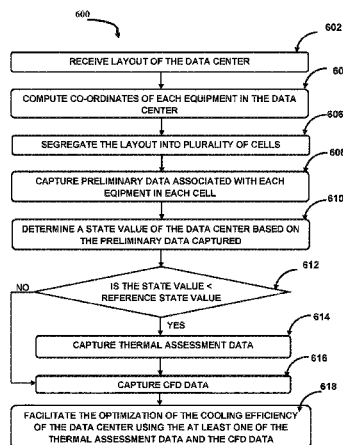 600
602
RECEIVE LAYOUT OF THE DATA CENTER
60
COMPUTE CO-ORDINATES OF EACH EQUIPMENT IN THE DATA
CENTER
606
SEGREGATE THE LAYOUT INTO PLURALITY OF CELLS
608
CAPTURE PRELIMINARY DATA ASSOCIATED WITH EACH
EQIPMENT IN EACH CELL
610
DETERMINE A STATE VALUE OF THE DATA CENTER BASED ON
THE PRELIMINARY DATA CAPTURED
612
NO
IS THE STATE VALUE <
REFERENCE STATE VALUE
YES
614
CAPTURE THERMAL ASSESSMENT DATA
616
CAPTURE CFD DATA
618
FACILITATE THE OPTIMIZATION OF THE COOLING EFFICIENCY
OF THE DATA CENTER USING THE AT LEAST ONE OF THE
THERMAL ASSESSMENT DATA AND THE CFD DATA